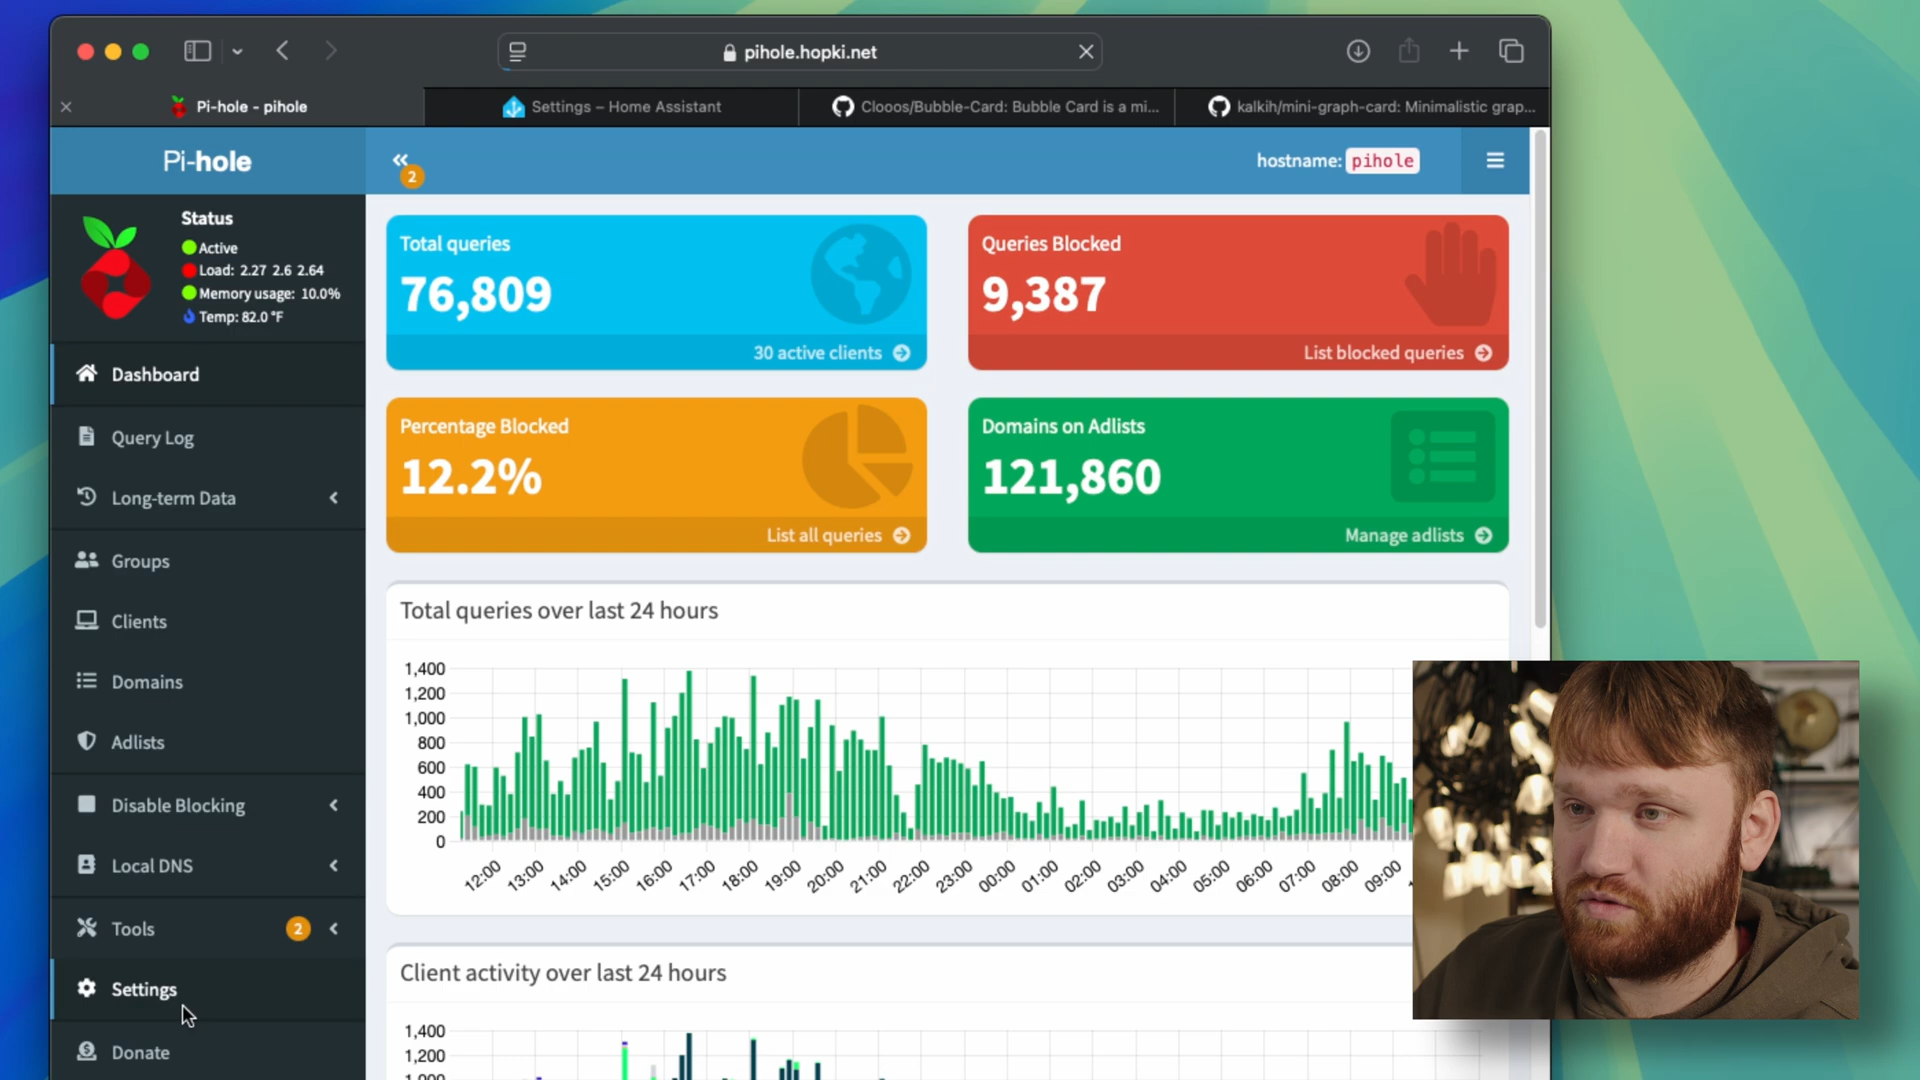 pihole.hopki.net
Pi-hole - pihole
Settings – Home Assistant
Clooos/Bubble-Card: Bubble Card is a mi...
kalkih/mini-graph-card: Minimalistic grap...
Pi-hole
2
hostname: pihole
Status
Active
Load: 2.27 2.6 2.64
Memory usage: 10.0%
Temp: 82.0 °F
Dashboard
Query Log
Long-term Data
Groups
Clients
Domains
Adlists
Disable Blocking
Local DNS
Tools 2
Settings
Donate
Total queries
76,809
30 active clients
Queries Blocked
9,387
List blocked queries
Percentage Blocked
12.2%
List all queries
Domains on Adlists
121,860
Manage adlists
Total queries over last 24 hours
1,400
1,200
1,000
800
600
400
200
0
12:00 13:00 14:00 15:00 16:00 17:00 18:00 19:00 20:00 21:00 22:00 23:00 00:00 01:00 02:00 03:00 04:00 05:00 06:00 07:00 08:00 09:00
Client activity over last 24 hours
1,400
1,200
1,000